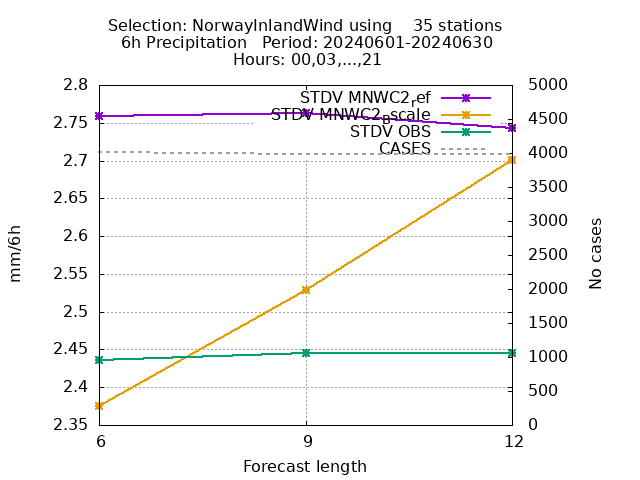 Selection: NorwayInlandWind using    35 stations
6h Precipitation   Period: 20240601-20240630
Hours: 00,03,...,21
STDV MNWC2_ref
STDV MNWC2_Bscale
STDV OBS
CASES
2.8
2.75
2.7
2.65
2.6
2.55
2.5
2.45
2.4
2.35
5000
4500
4000
3500
3000
2500
2000
1500
1000
500
0
mm/6h
No cases
6
9
12
Forecast length